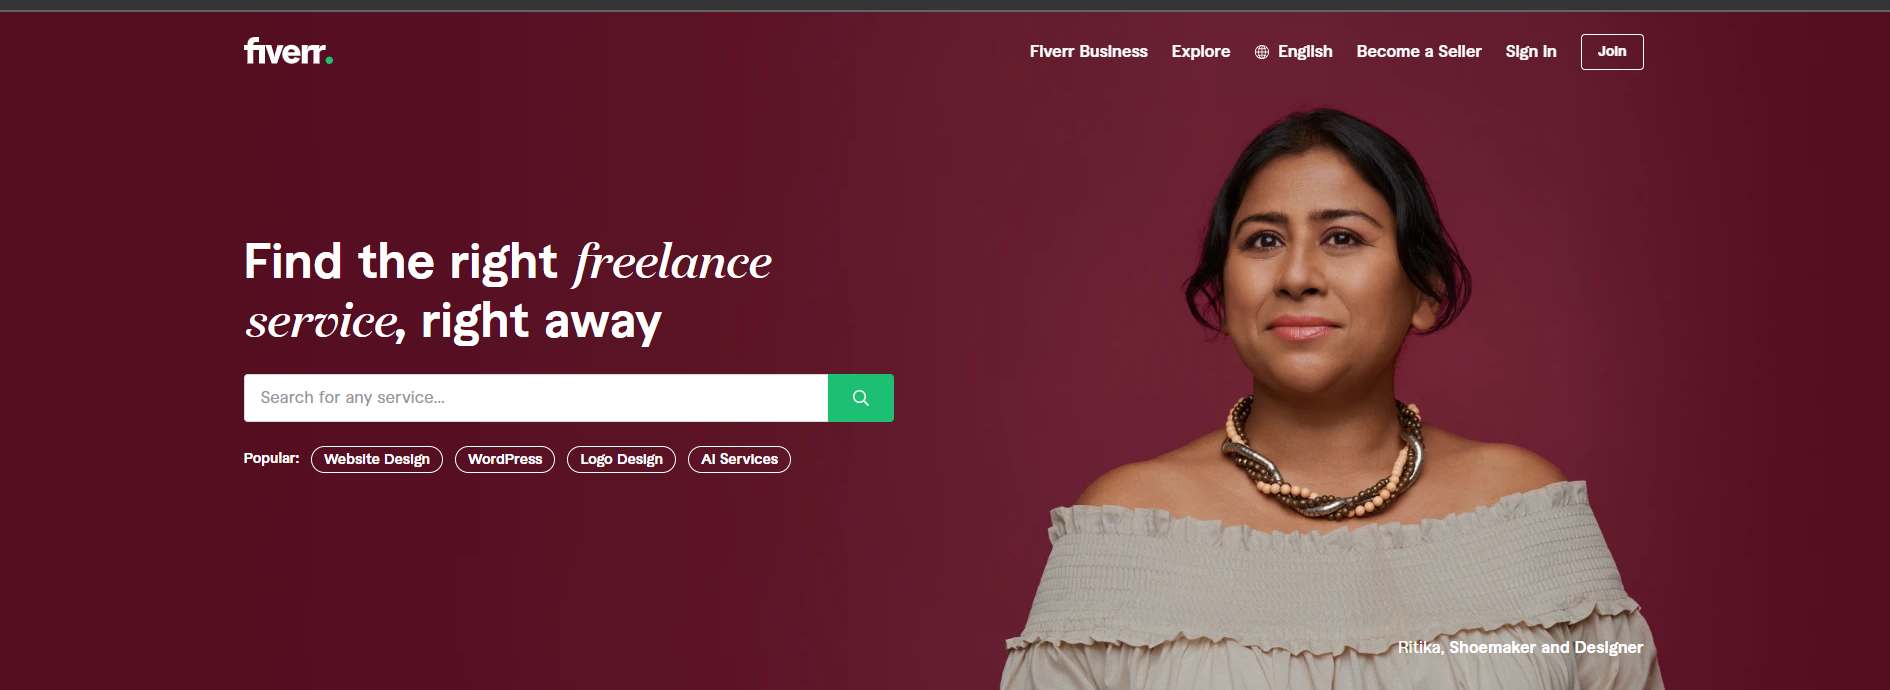 fiverr.
Fiverr Business Explore English Become a Seller Sign in Join
Find the right freelance
service, right away
Search for any service...
Popular: Website Design WordPress Logo Design AI Services
Ritika, Shoemaker and Designer